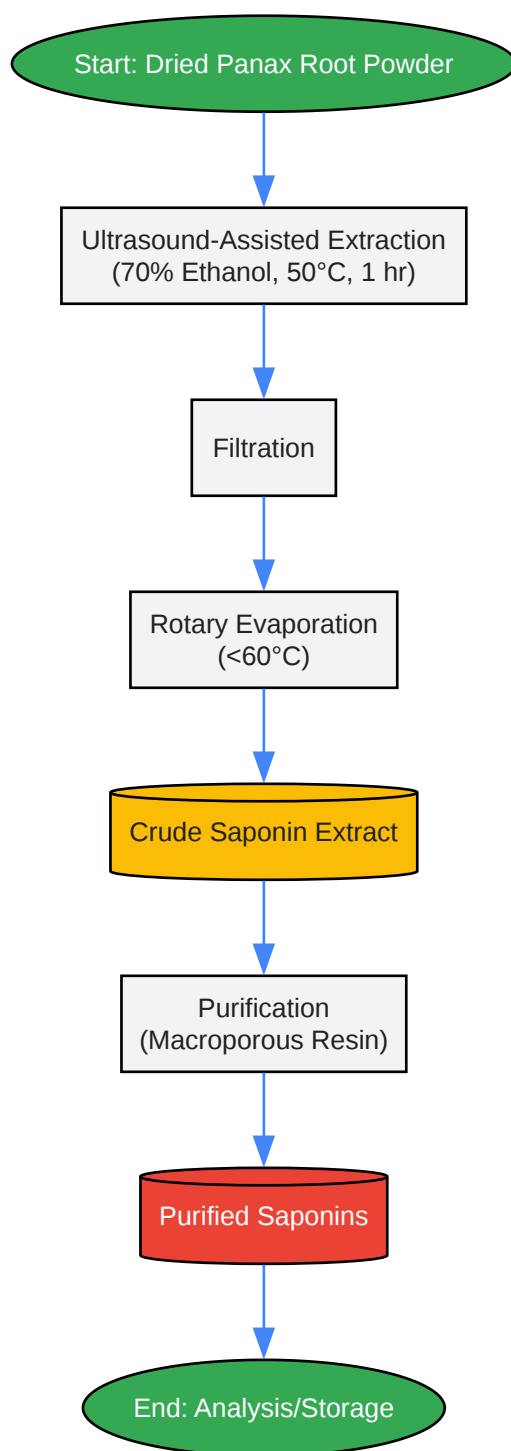 Start: Dried Panax Root Powder
Ultrasound-Assisted Extraction
(70% Ethanol, 50°C, 1 hr)
Filtration
Rotary Evaporation
(<60°C)
Crude Saponin Extract
Purification
(Macroporous Resin)
Purified Saponins
End: Analysis/Storage